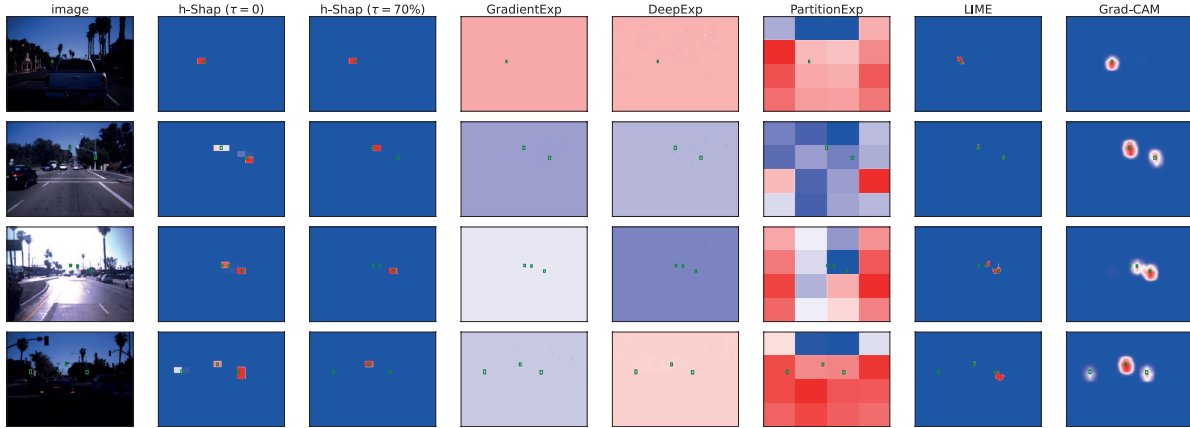 image h-Shap (τ = 0) h-Shap (τ = 70%) GradientExp DeepExp PartitionExp LIME Grad-CAM